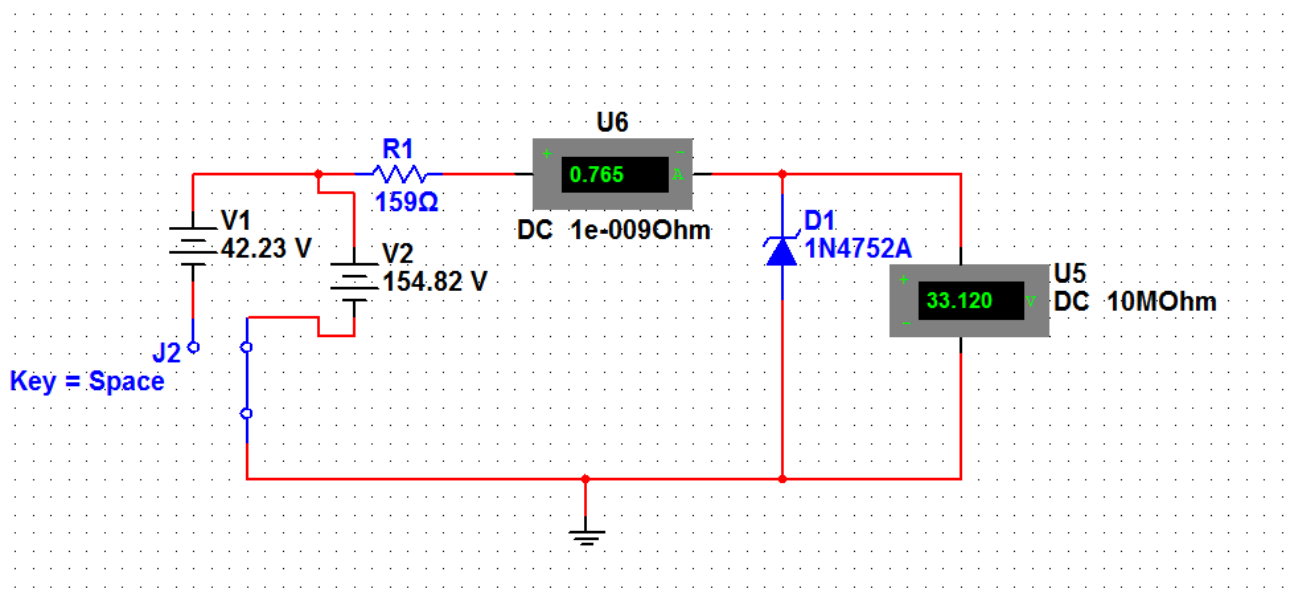 U6
+ -
0.765 A
DC 1e-009Ohm
R1
159Ω
V1
42.23 V
V2
154.82 V
J2
Key = Space
D1
1N4752A
U5
+
33.120 V
-
DC 10MOhm